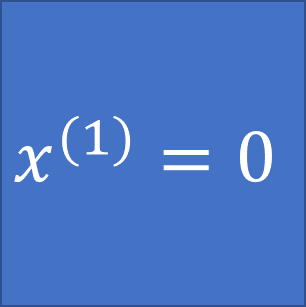 x^(1) = 0